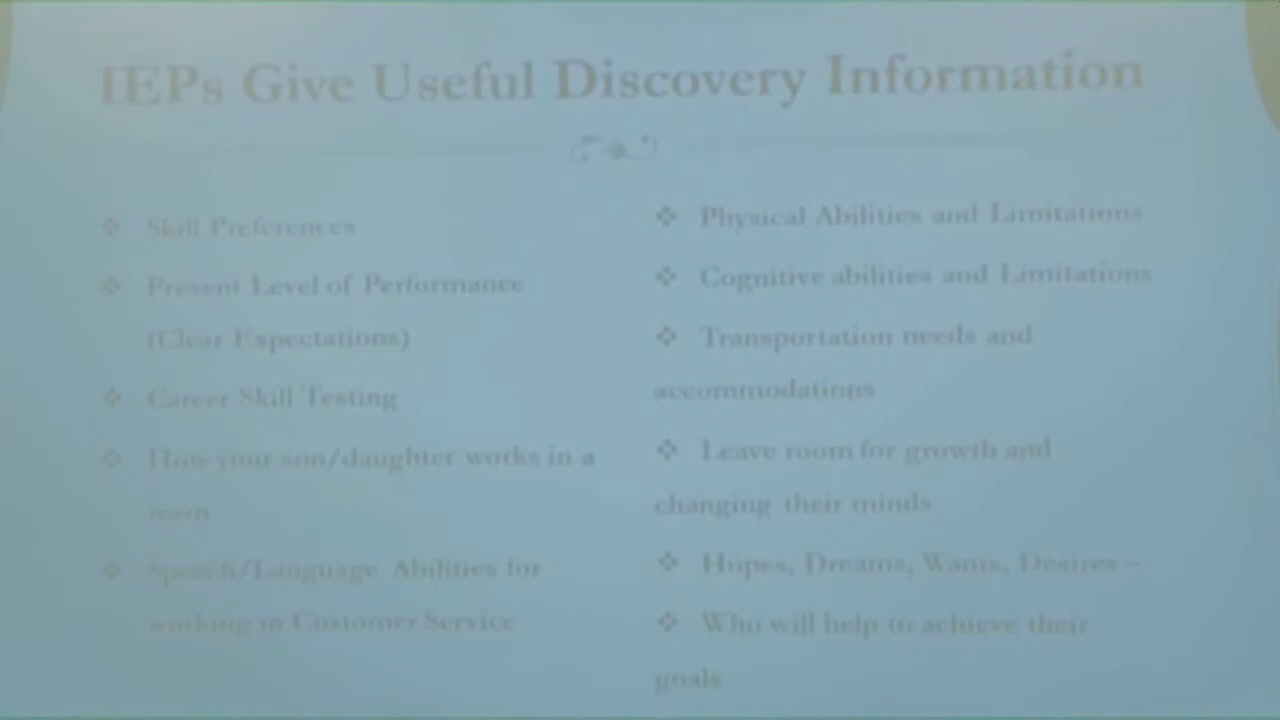 IEPs Give Useful Discovery Information
❖ Skill Preferences
❖ Present Level of Performance
(Clear Expectations)
❖ Career Skill Testing
❖ How your son/daughter works in a
team
❖ Speech/Language Abilities for
working in Customer Service
❖ Physical Abilities and Limitations
❖ Cognitive abilities and Limitations
❖ Transportation needs and
accommodations
❖ Leave room for growth and
changing their minds
❖ Hopes, Dreams, Wants, Desires –
❖ Who will help to achieve their
goals